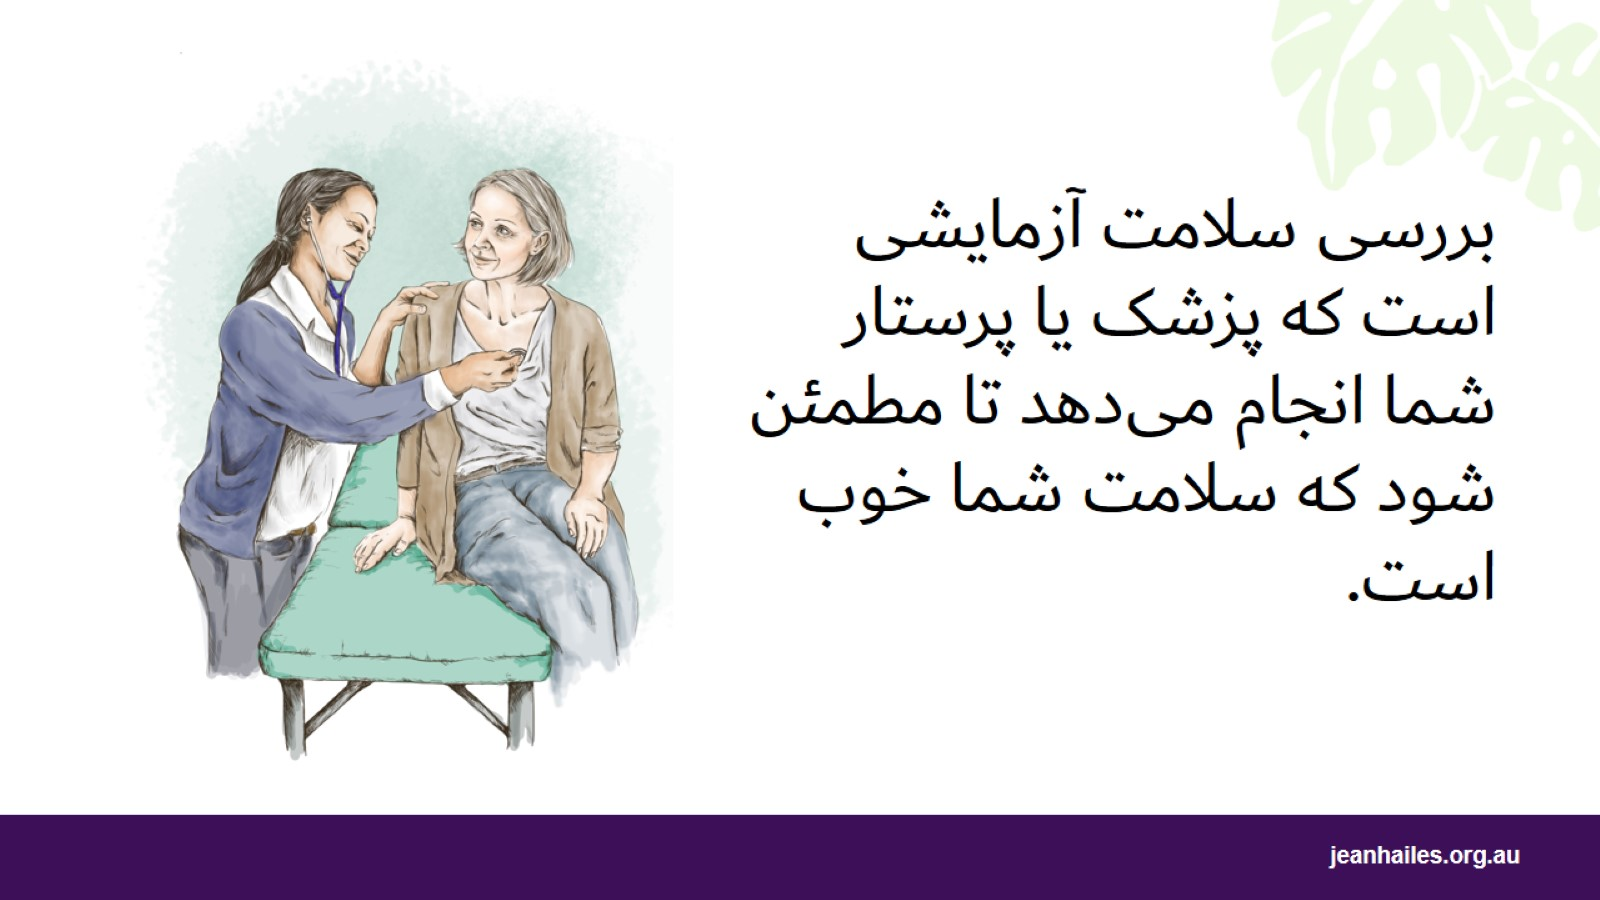 بررسی سلامت آزمایشی
است که پزشک یا پرستار
شما انجام می‌دهد تا مطمئن
شود که سلامت شما خوب
است.
jeanhailes.org.au